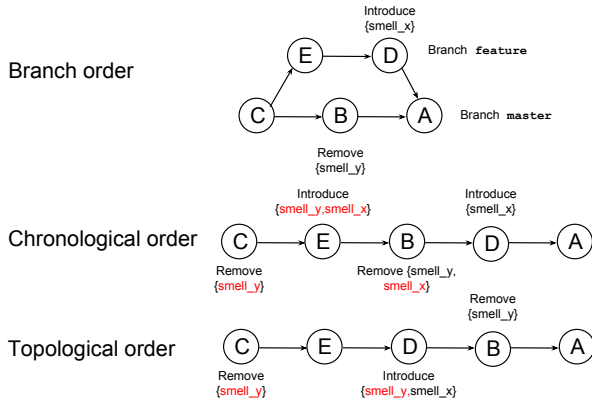 Introduce
{smell_x}
Branch order
E
D
Branch feature
C
B
A
Branch master
Remove
{smell_y}
Introduce
{smell_y,smell_x}
Introduce
{smell_x}
Chronological order
C
E
B
D
A
Remove
{smell_y}
Remove {smell_y,
smell_x}
Remove
{smell_y}
Topological order
C
E
D
B
A
Remove
{smell_y}
Introduce
{smell_y,smell_x}